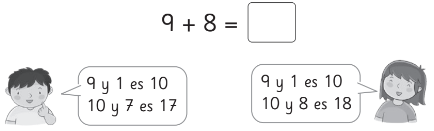 9 + 8 =
9 y 1 es 10
10 y 7 es 17
9 y 1 es 10
10 y 8 es 18